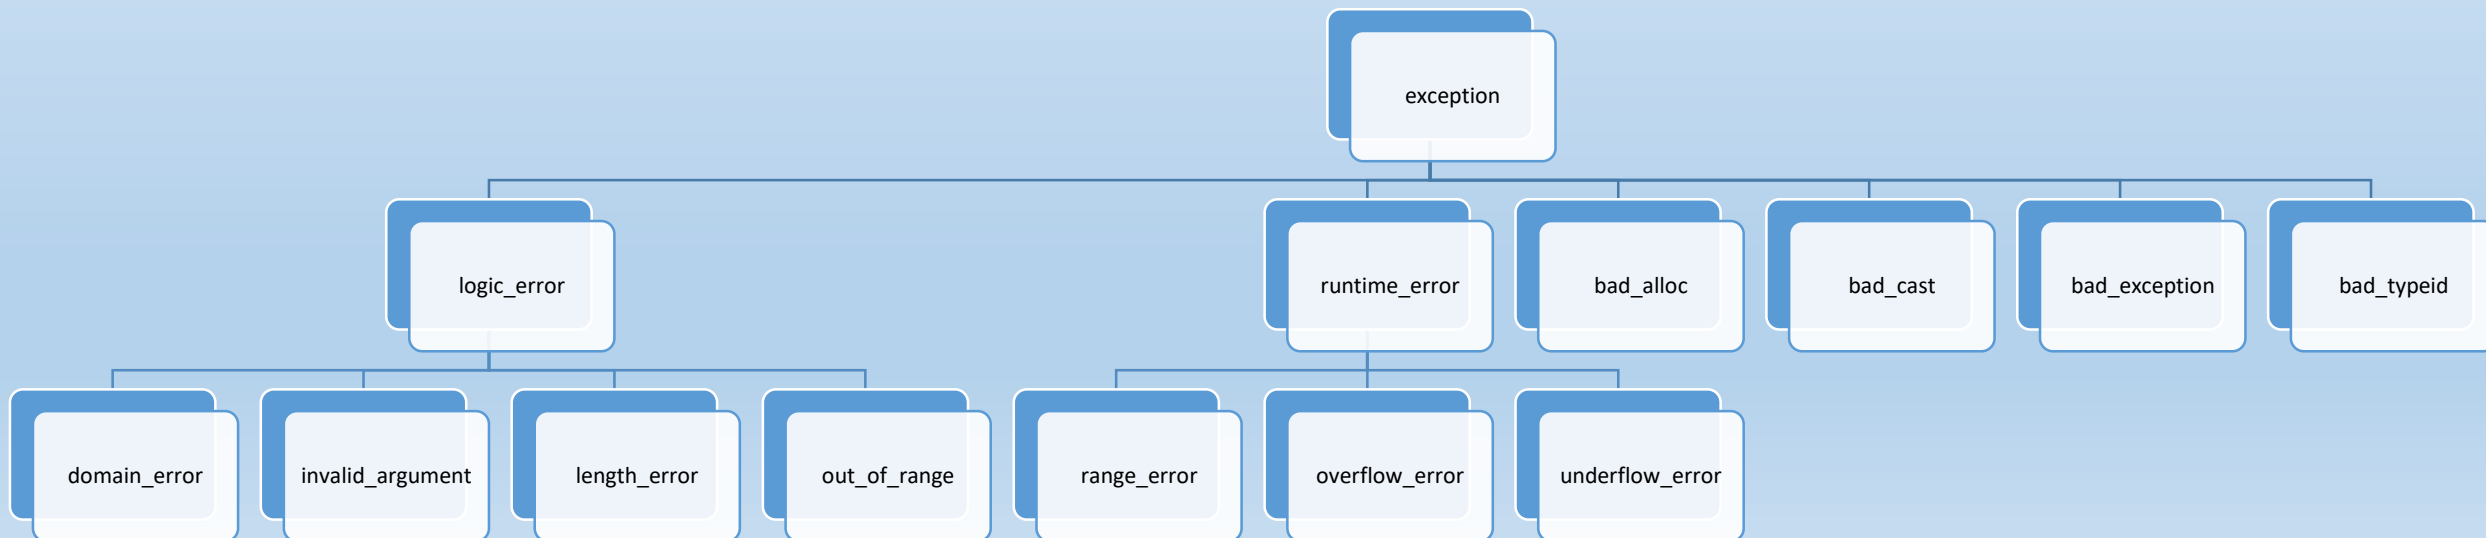 exception
logic_error
runtime_error
bad_alloc
bad_cast
bad_exception
bad_typeid
domain_error
invalid_argument
length_error
out_of_range
range_error
overflow_error
underflow_error